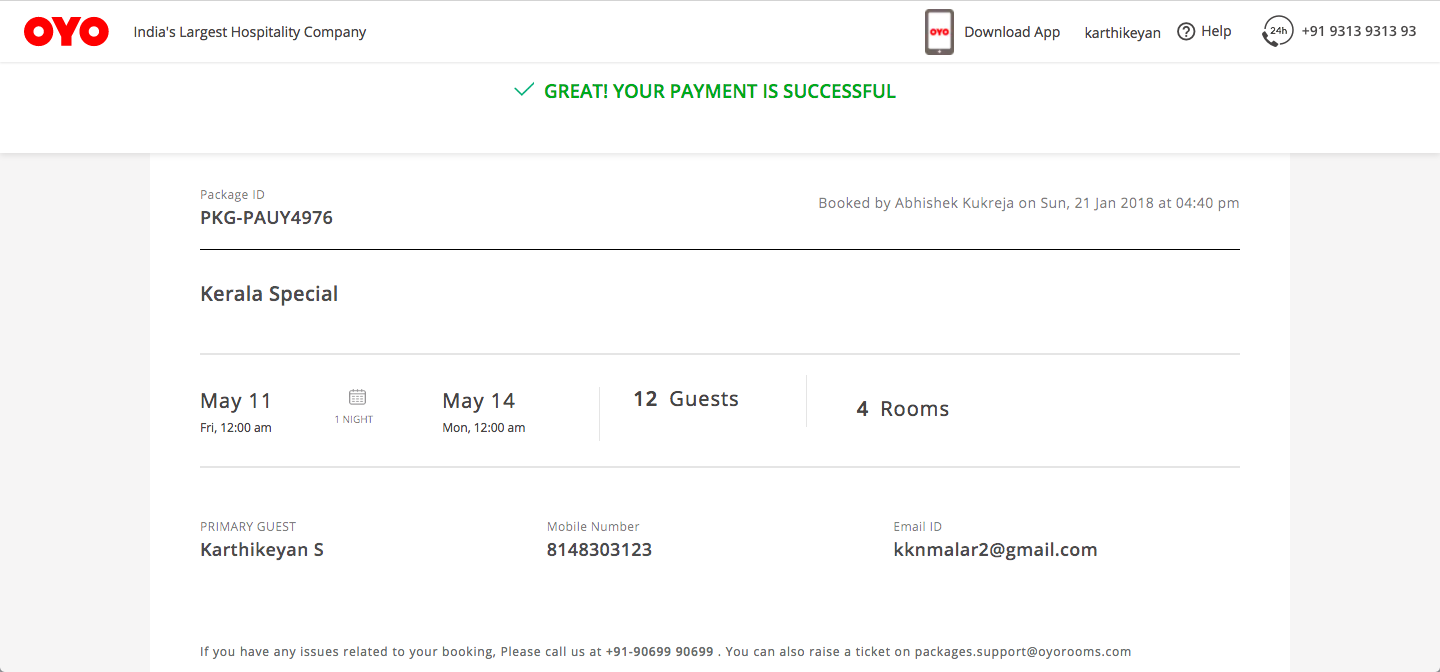 OYO India's Largest Hospitality Company OYO Download App karthikeyan ? Help 24h +91 9313 9313 93
GREAT! YOUR PAYMENT IS SUCCESSFUL
Package ID
PKG-PAUY4976
Booked by Abhishek Kukreja on Sun, 21 Jan 2018 at 04:40 pm
Kerala Special
May 11
Fri, 12:00 am
1 NIGHT
May 14
Mon, 12:00 am
12 Guests
4 Rooms
PRIMARY GUEST
Karthikeyan S
Mobile Number
8148303123
Email ID
kknmalar2@gmail.com
If you have any issues related to your booking, Please call us at +91-90699 90699 . You can also raise a ticket on packages.support@oyorooms.com